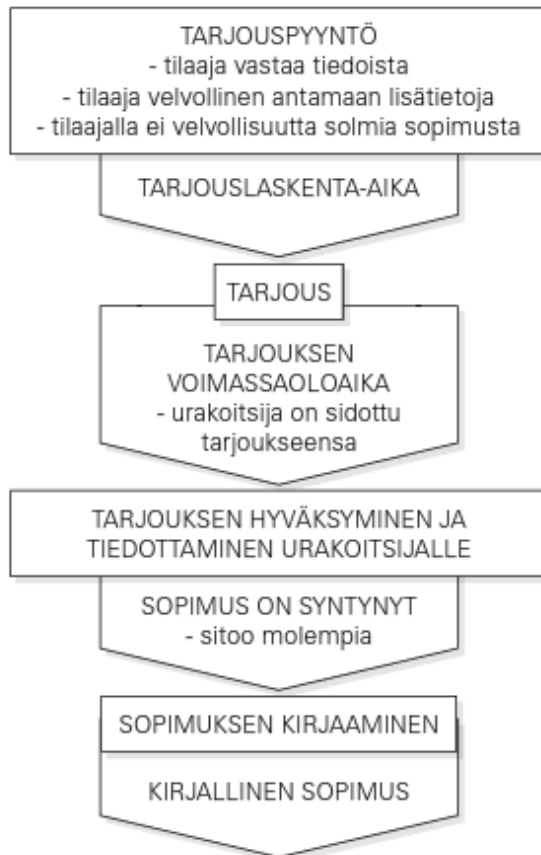 TARJOUSPYYNTÖ
- tilaaja vastaa tiedoista
- tilaaja velvollinen antamaan lisätietoja
- tilaajalla ei velvollisuutta solmia sopimusta
TARJOUSLASKENTA-AIKA
TARJOUS
TARJOUKSEN
VOIMASSAOLOAIKA
- urakoitsija on sidottu
tarjoukseensa
TARJOUKSEN HYVÄKSYMINEN JA
TIEDOTTAMINEN URAKOITSIJALLE
SOPIMUS ON SYNTYNYT
- sitoo molempia
SOPIMUKSEN KIRJAAMINEN
KIRJALLINEN SOPIMUS